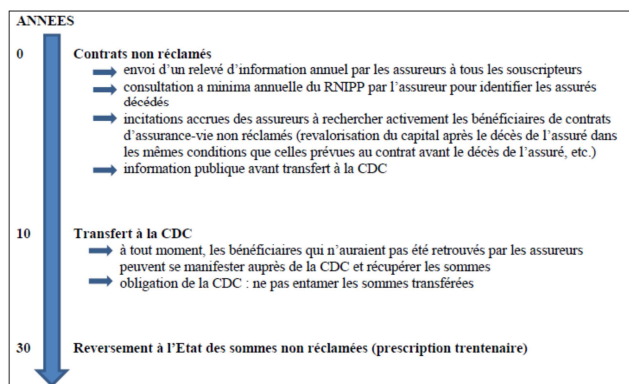 ANNEES
0 Contrats non réclamés
envoi d'un relevé d'information annuel par les assureurs à tous les souscripteurs
consultation a minima annuelle du RNIPP par l'assureur pour identifier les assurés
décédés
incitations accrues des assureurs à rechercher activement les bénéficiaires de contrats
d'assurance-vie non réclamés (revalorisation du capital après le décès de l'assuré dans
les mêmes conditions que celles prévues au contrat avant le décès de l'assuré, etc.)
information publique avant transfert à la CDC
10 Transfert à la CDC
à tout moment, les bénéficiaires qui n'auraient pas été retrouvés par les assureurs
peuvent se manifester auprès de la CDC et récupérer les sommes
obligation de la CDC : ne pas entamer les sommes transférées
30 Reversement à l'Etat des sommes non réclamées (prescription trentenaire)